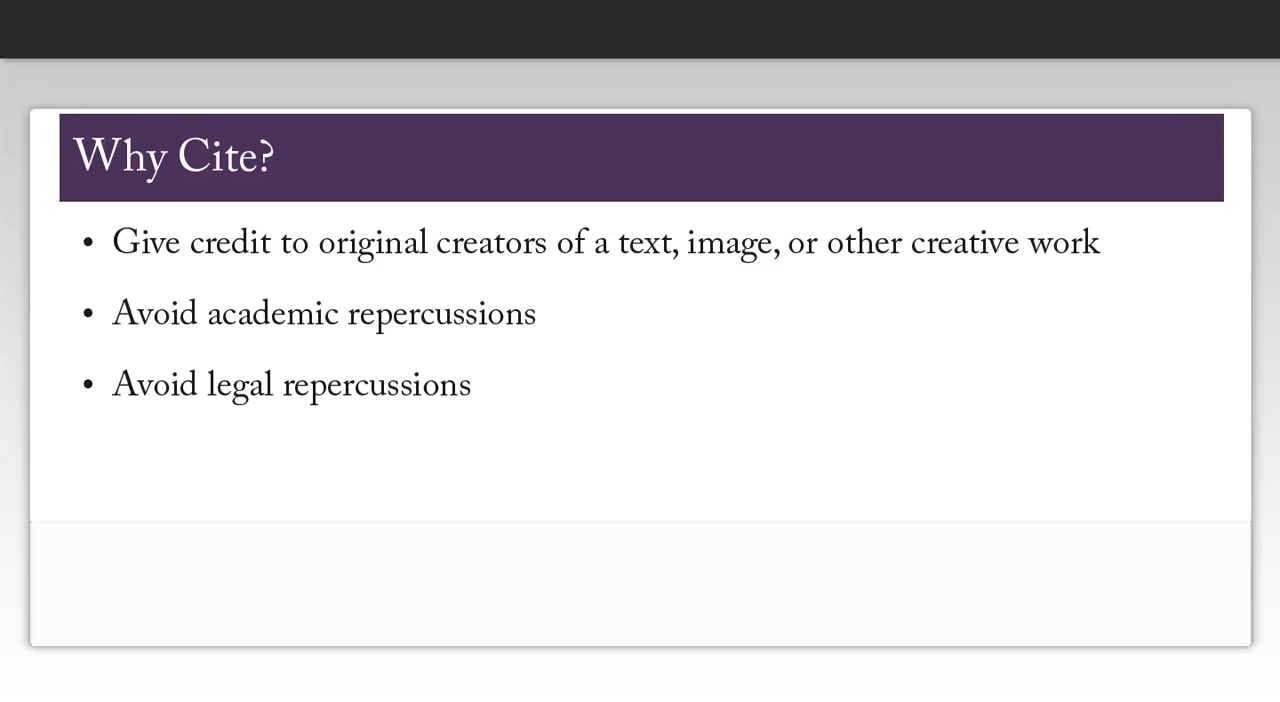 Why Cite?
• Give credit to original creators of a text, image, or other creative work
• Avoid academic repercussions
• Avoid legal repercussions